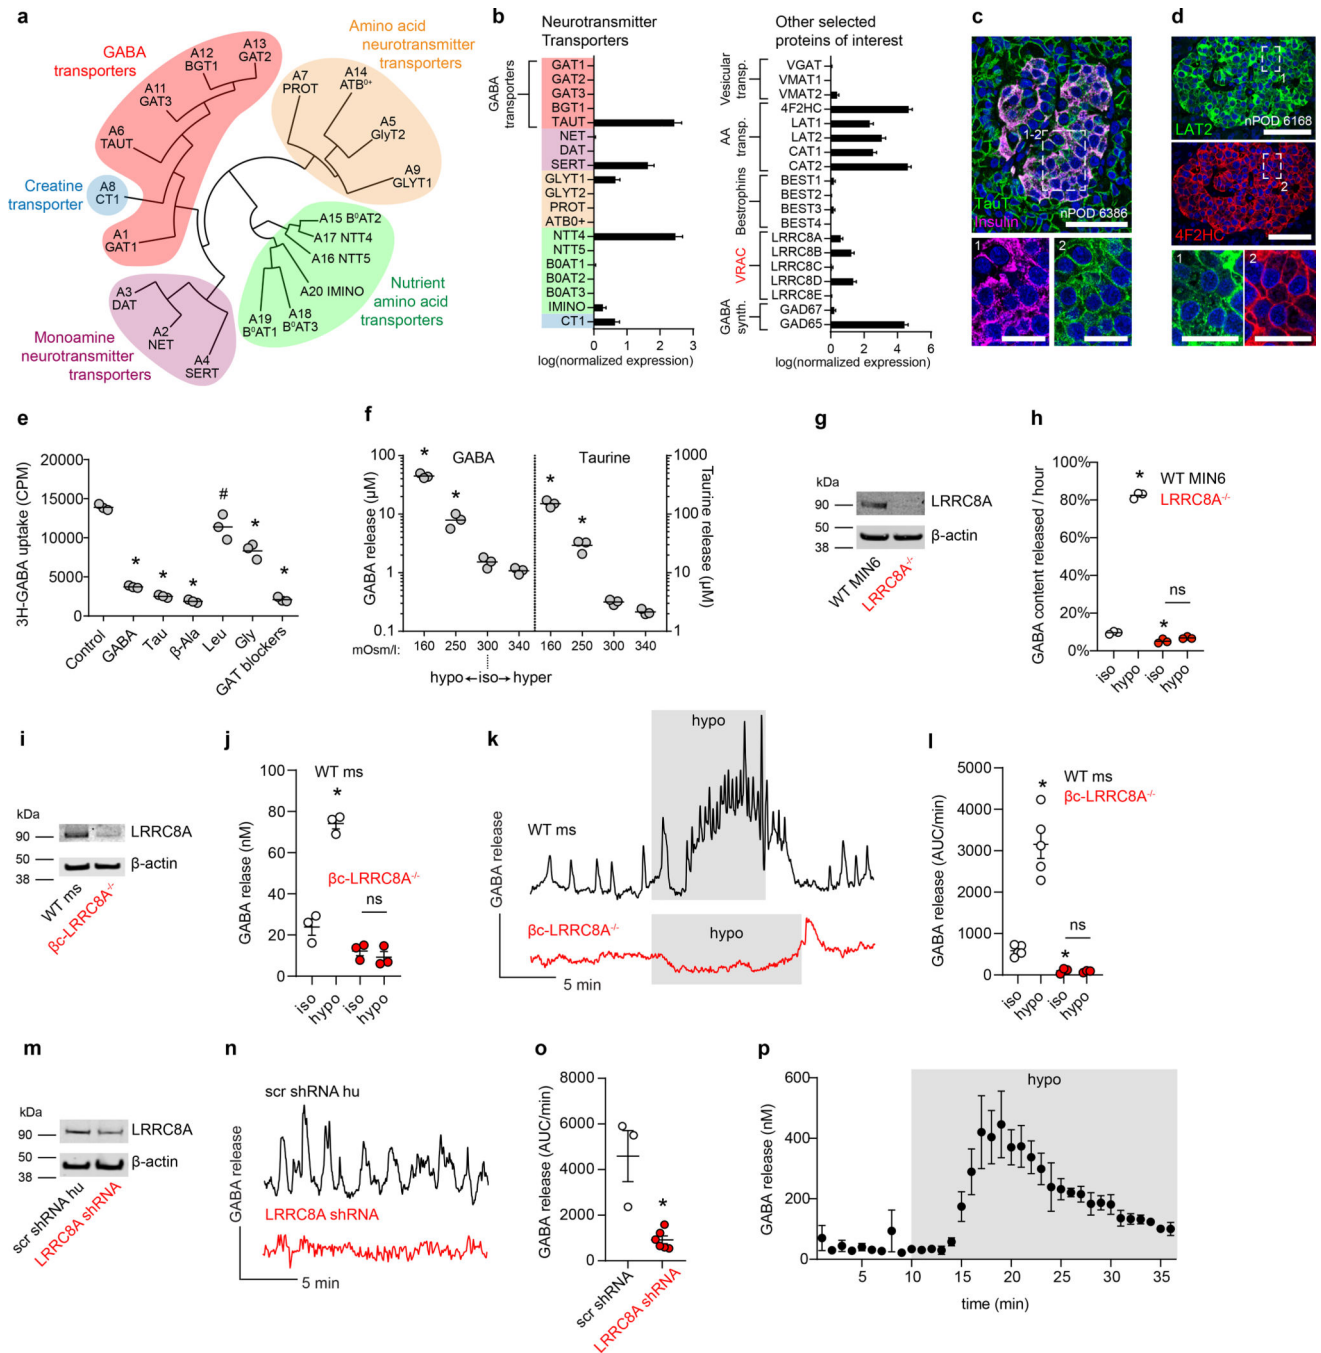 a
GABA
transporters
A12
BGT1
A13
GAT2
A11
GAT3
A6
TAUT
Creatine
transporter
A8
CT1
A1
GAT1
Amino acid
neurotransmitter
transporters
A7
PROT
A14
ATB⁰⁺
A5
GlyT2
A9
GLYT1
A15 B⁰AT2
A17 NTT4
A16 NTT5
A20 IMINO
A19
B⁰AT1
A18
B⁰AT3
Nutrient
amino acid
transporters
A3
DAT
A2
NET
A4
SERT
Monoamine
neurotransmitter
transporters
b
Neurotransmitter
Transporters
GABA
transporters
GAT1
GAT2
GAT3
BGT1
TAUT
NET
DAT
SERT
GLYT1
GLYT2
PROT
ATB0+
NTT4
NTT5
B0AT1
B0AT2
B0AT3
IMINO
CT1
0 1 2 3
log(normalized expression)
Other selected
proteins of interest
Vesicular
transp.
AA
transp.
Bestrophins
VRAC
GABA
synth.
VGAT
VMAT1
VMAT2
4F2HC
LAT1
LAT2
CAT1
CAT2
BEST1
BEST2
BEST3
BEST4
LRRC8A
LRRC8B
LRRC8C
LRRC8D
LRRC8E
GAD67
GAD65
0 2 4 6
log(normalized expression)
c
1-2
TauT
Insulin
nPOD 6386
1
2
d
1
LAT2
nPOD 6168
2
4F2HC
1
2
e
3H-GABA uptake (CPM)
20000
15000
10000
5000
0
* * * # * *
Control
GABA
Tau
β-Ala
Leu
Gly
GAT blockers
f
GABA
Taurine
GABA release (µM)
100
10
1
0.1
Taurine release (µM)
1000
100
10
1
* * * *
mOsm/l: 160 250 300 340 160 250 300 340
hypo←iso→hyper
g
90
50
38
LRRC8A
β-actin
WT MIN6
LRRC8A-/-
h
GABA content released / hour
100%
80%
60%
40%
20%
0%
* WT MIN6
LRRC8A-/-
ns
*
iso
hypo
iso
hypo
i
kDa
90
50
38
LRRC8A
β-actin
WT ms
βc-LRRC8A-/-
j
GABA relase (nM)
100
80
60
40
20
0
WT ms
*
βc-LRRC8A-/-
ns
iso
hypo
iso
hypo
k
hypo
WT ms
GABA release
βc-LRRC8A-/-
hypo
5 min
l
GABA release (AUC/min)
5000
4000
3000
2000
1000
0
WT ms
* βc-LRRC8A-/-
ns
*
iso
hypo
iso
hypo
m
kDa
90
50
38
LRRC8A
β-actin
scr shRNA hu
LRRC8A shRNA
n
scr shRNA hu
GABA release
LRRC8A shRNA
5 min
o
GABA release (AUC/min)
8000
6000
4000
2000
0
*
scr shRNA
LRRC8A shRNA
p
GABA release (nM)
600
400
200
0
hypo
5 10 15 20 25 30 35
time (min)